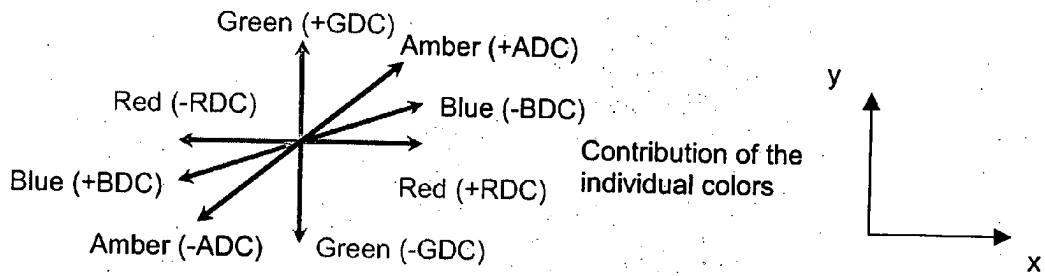 Green (+GDC)
Amber (+ADC)
y
Red (-RDC)
Blue (-BDC)
Contribution of the
individual colors
Blue (+BDC)
Red (+RDC)
Amber (-ADC)
Green (-GDC)
x